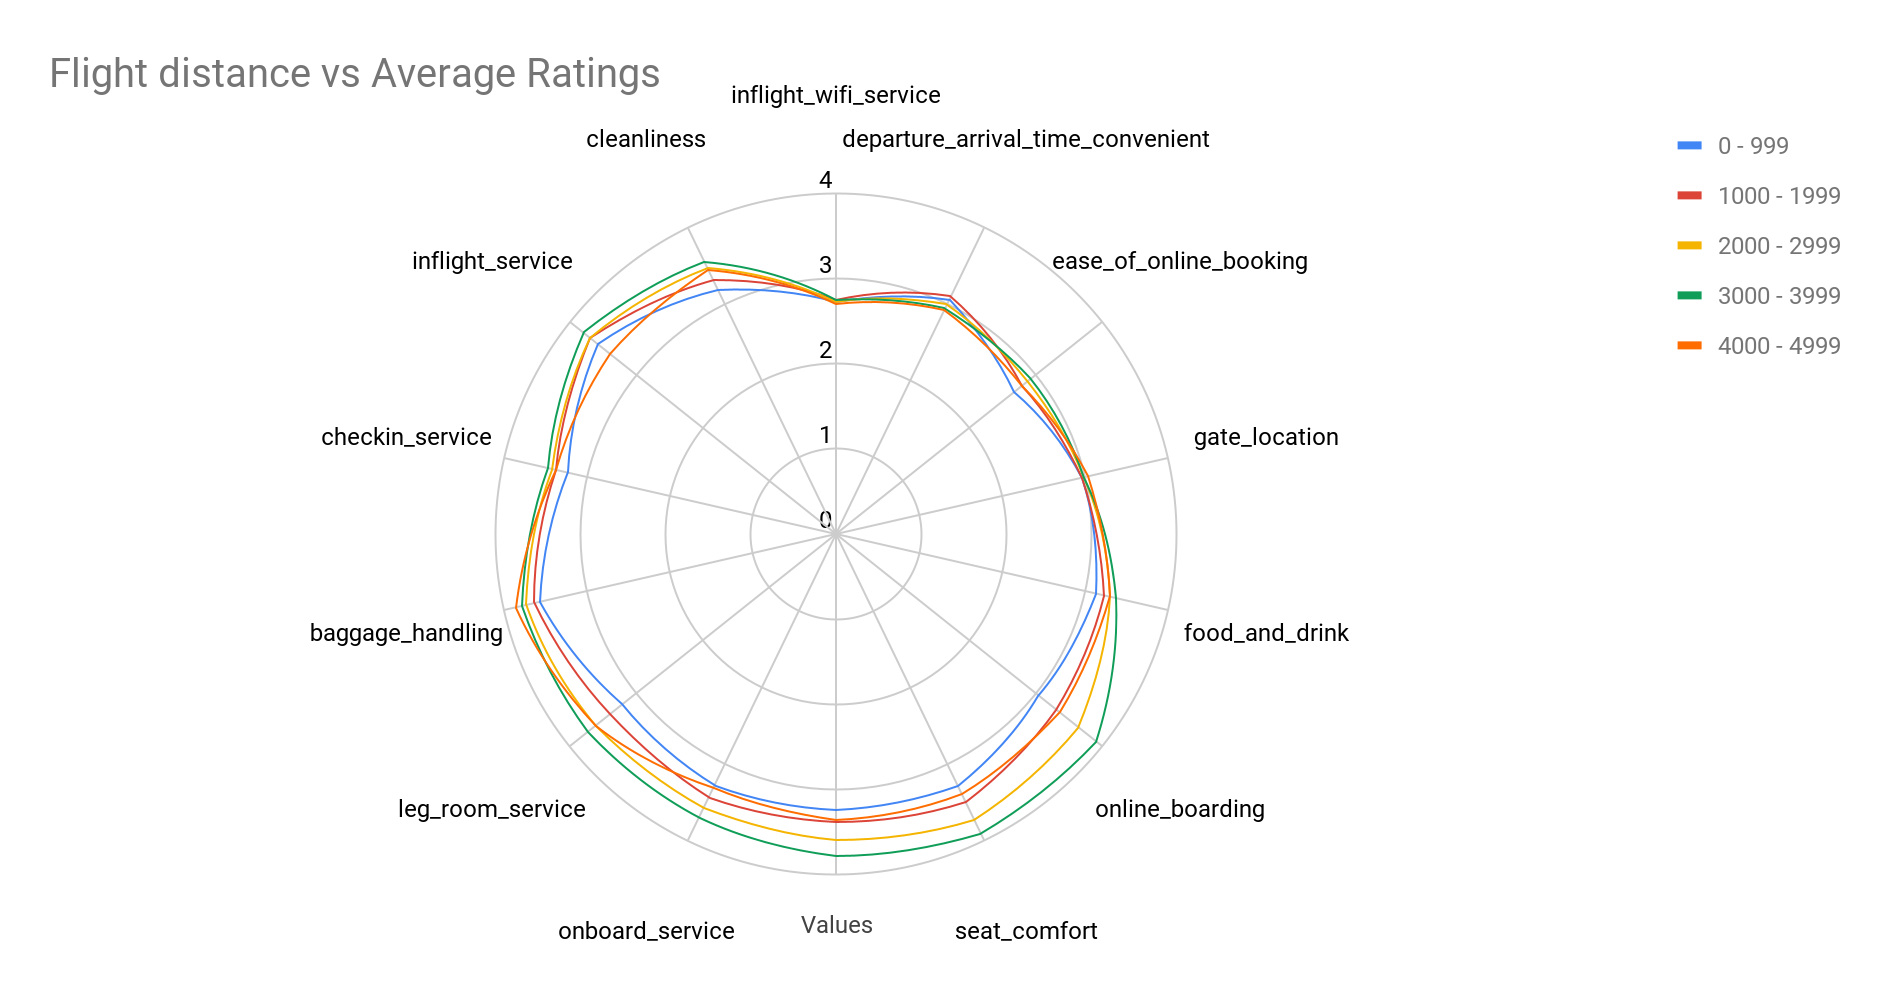 Flight distance vs Average Ratings
inflight_wifi_service
cleanliness
departure_arrival_time_convenient
0 - 999
4
1000 - 1999
2000 - 2999
inflight_service
3
ease_of_online_booking
3000 - 3999
4000 - 4999
2
checkin_service
1
gate_location
0
baggage_handling
food_and_drink
leg_room_service
online_boarding
onboard_service
Values
seat_comfort